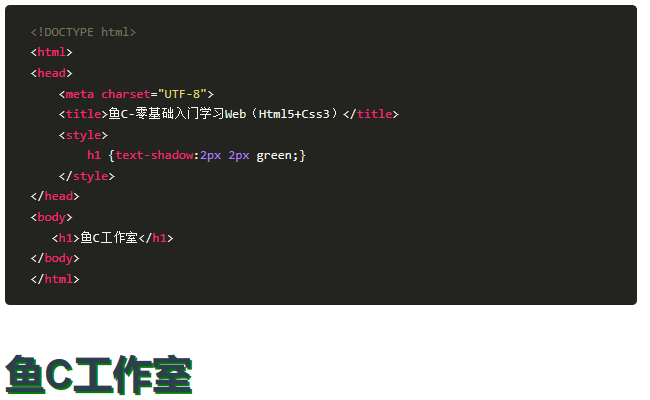 <!DOCTYPE html>
<html>
<head>
    <meta charset="UTF-8">
    <title>鱼C-零基础入门学习Web（Html5+Css3）</title>
    <style>
        h1 {text-shadow:2px 2px green;}
    </style>
</head>
<body>
   <h1>鱼C工作室</h1>
</body>
</html>
鱼C工作室